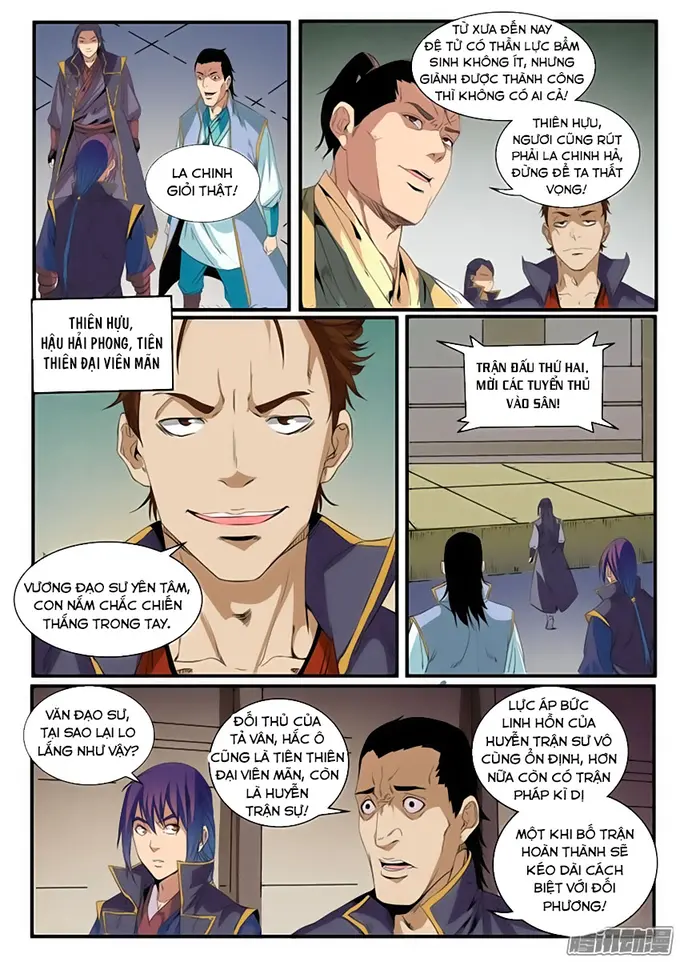 LA CHINH
GIỎI THẬT!
TỪ XƯA ĐẾN NAY
ĐỆ TỬ CÓ THẦN LỰC BẨM
SINH KHÔNG ÍT, NHƯNG
GIÀNH ĐƯỢC THÀNH CÔNG
THÌ KHÔNG CÓ AI CẢ!
THIÊN HỰU,
NGƯƠI CŨNG RÚT
PHẢI LA CHINH HẢ,
ĐỪNG ĐỂ TA THẤT
VỌNG!
THIÊN HỰU,
HẬU HẢI PHONG, TIÊN
THIÊN ĐẠI VIÊN MÃN
VƯƠNG ĐẠO SƯ YÊN TÂM,
CON NẮM CHẮC CHIẾN
THẮNG TRONG TAY.
TRẬN ĐẤU THỨ HAI,
MỜI CÁC TUYỂN THỦ
VÀO SÂN!
VĂN ĐẠO SƯ,
TẠI SAO LẠI LO
LẮNG NHƯ VẬY?
ĐỐI THỦ CỦA
TẢ VÂN, HẮC Ô
CŨNG LÀ TIÊN THIÊN
ĐẠI VIÊN MÃN, CÒN
LÀ HUYỄN
TRẬN SƯ!
LỰC ÁP BỨC
LINH HỒN CỦA
HUYỄN TRẬN SƯ VÔ
CÙNG ỔN ĐỊNH, HƠN
NỮA CÒN CÓ TRẬN
PHÁP KÌ DỊ
MỘT KHI BỐ TRẬN
HOÀN THÀNH SẼ
KÉO DÀI CÁCH
BIỆT VỚI ĐỐI
PHƯƠNG!
腾讯动漫